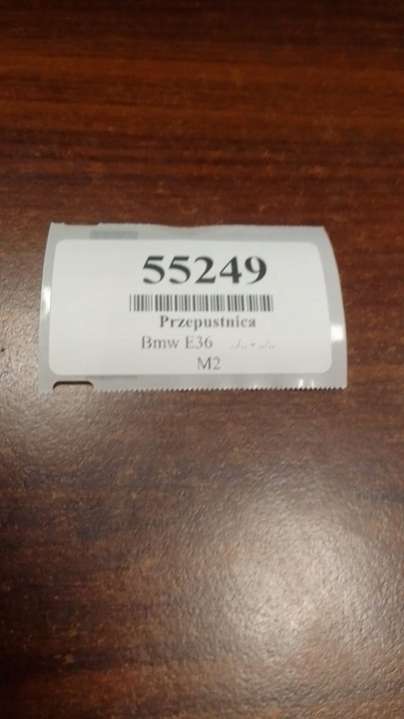 55249
Przepustnica
Bmw E36
M2